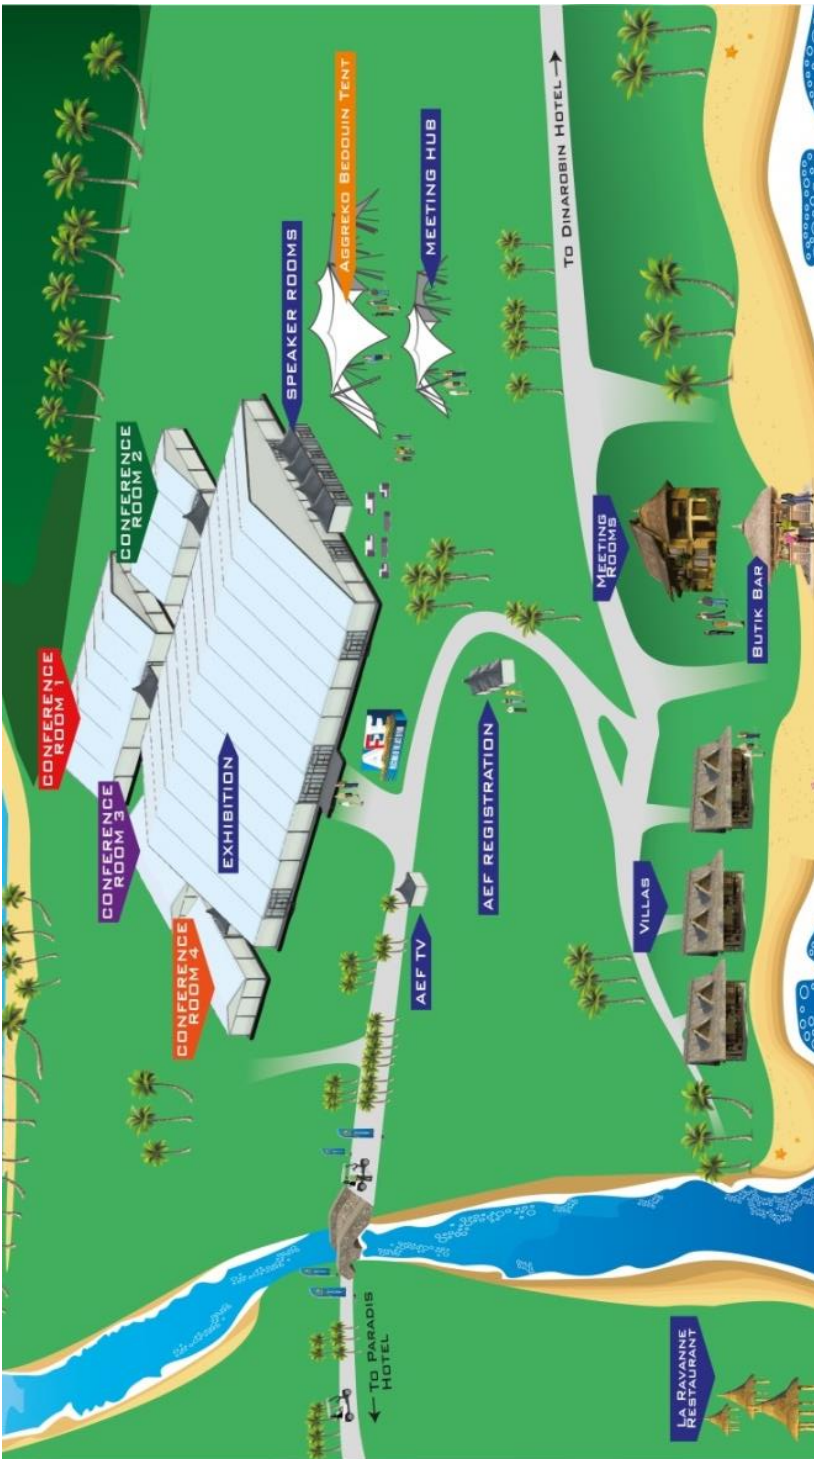 CONFERENCE
ROOM 1
CONFERENCE
ROOM 2
CONFERENCE
ROOM 3
CONFERENCE
ROOM 4
EXHIBITION
SPEAKER ROOMS
AGGREKO BEDOUIN TENT
MEETING HUB
AEF
AEF TV
AEF REGISTRATION
TO DINAROBIN HOTEL →
MEETING
ROOMS
BUTIK BAR
VILLAS
← TO PARADIS
HOTEL
LA RAVANNE
RESTAURANT